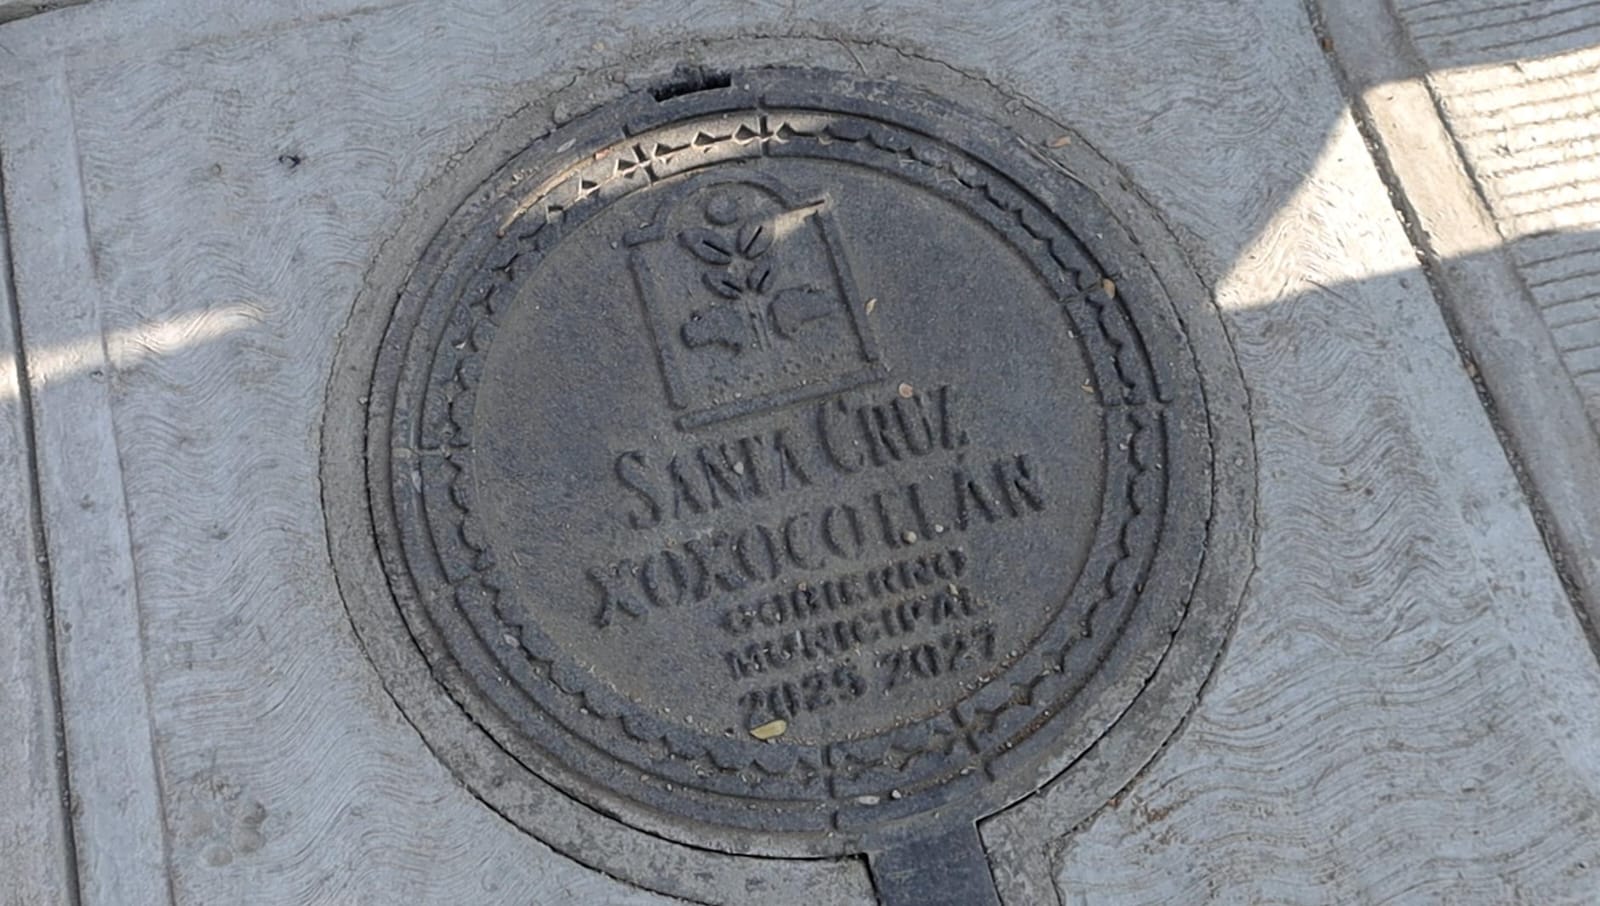 SANTA CRUZ
XOXOCOTLÁN
GOBIERNO
MUNICIPAL
2025 2027